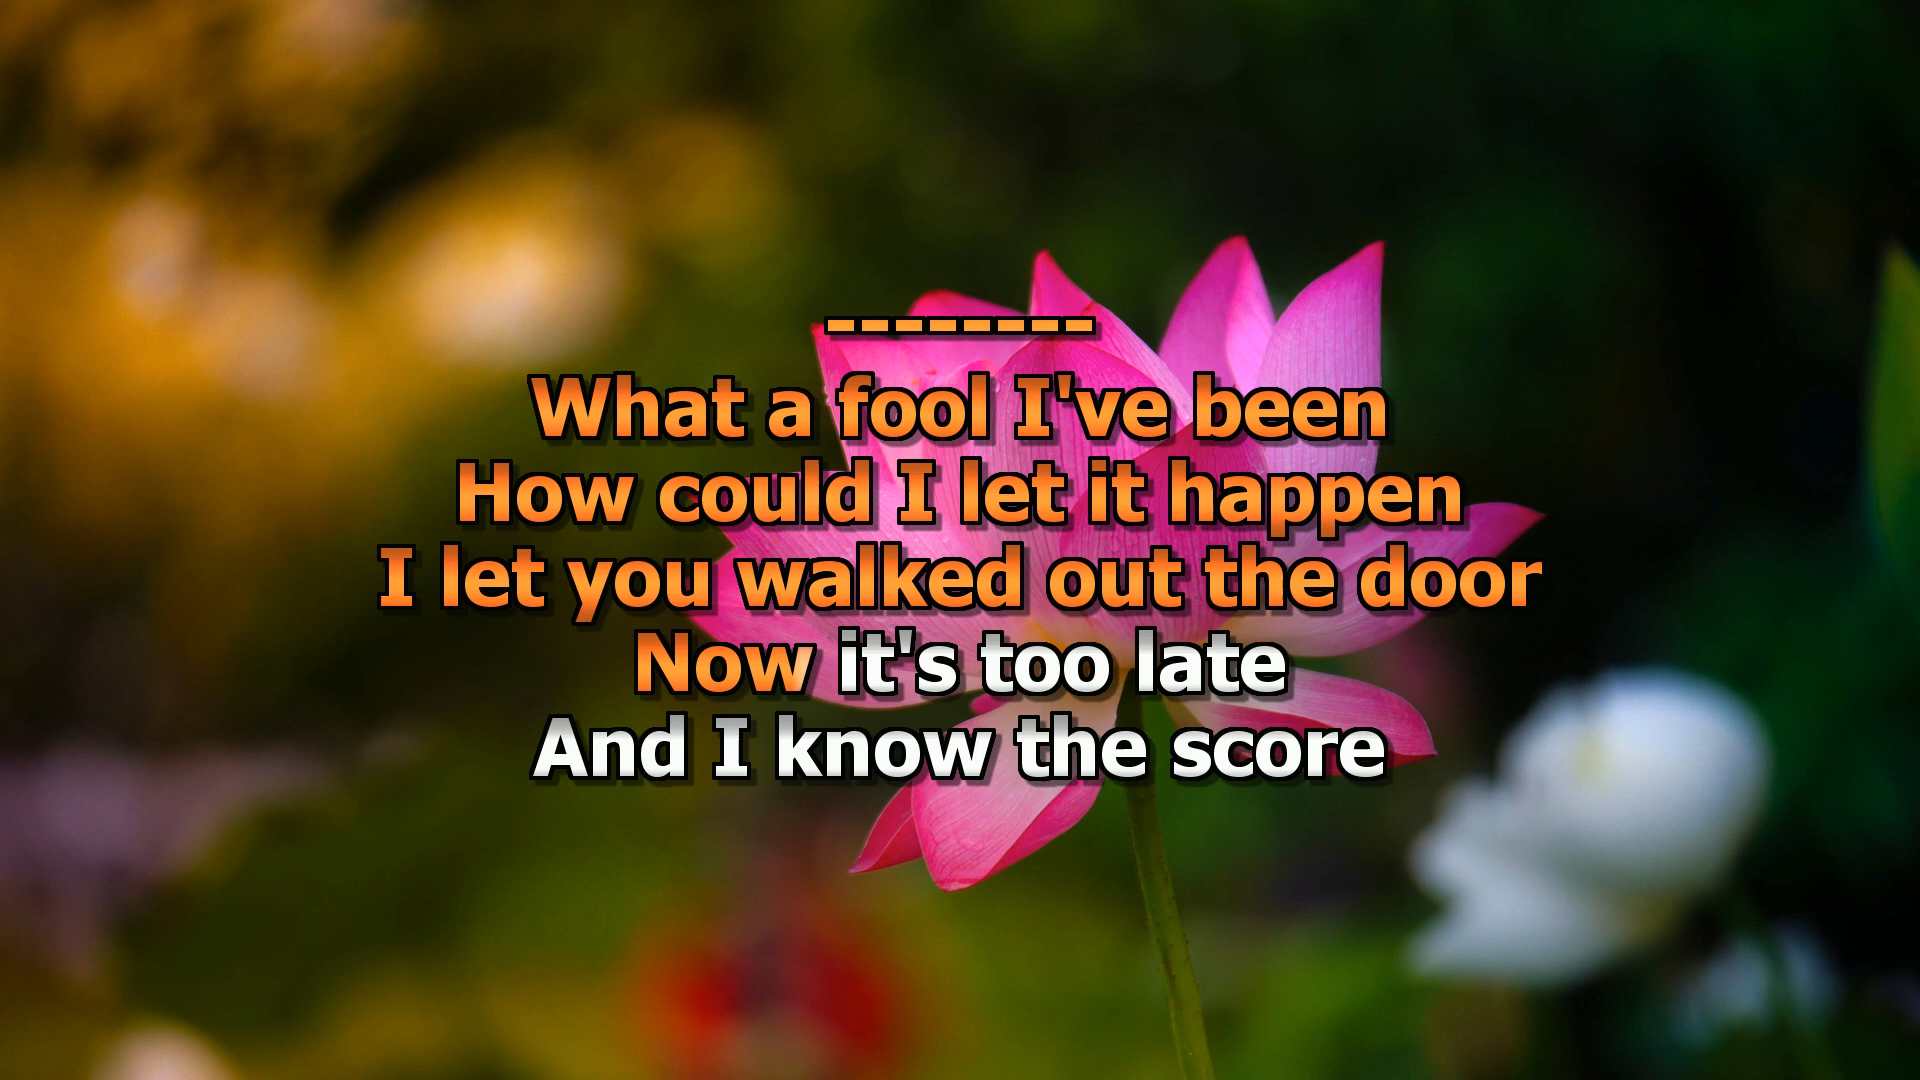 --------
What a fool I've been
How could I let it happen
I let you walked out the door
Now it's too late
And I know the score